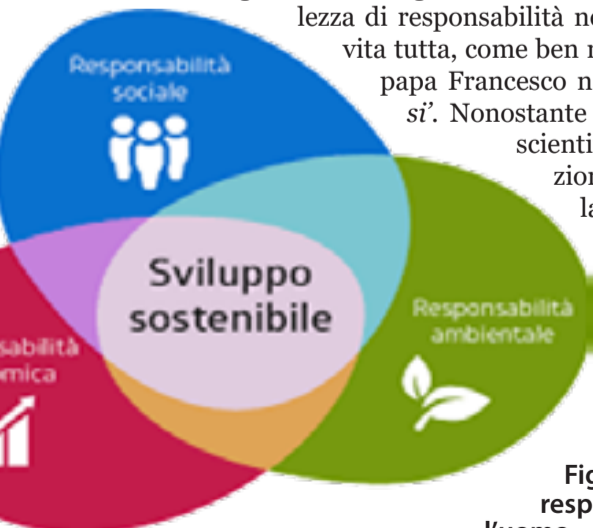 lezza di responsabilità ne
vita tutta, come ben
papa Francesco n
si'. Nonostante
scienti
zion
la
Responsabilità
sociale
Sviluppo
sostenibile
Responsabilità
ambientale
sabilità
mica
Fig
resp
l'uomo